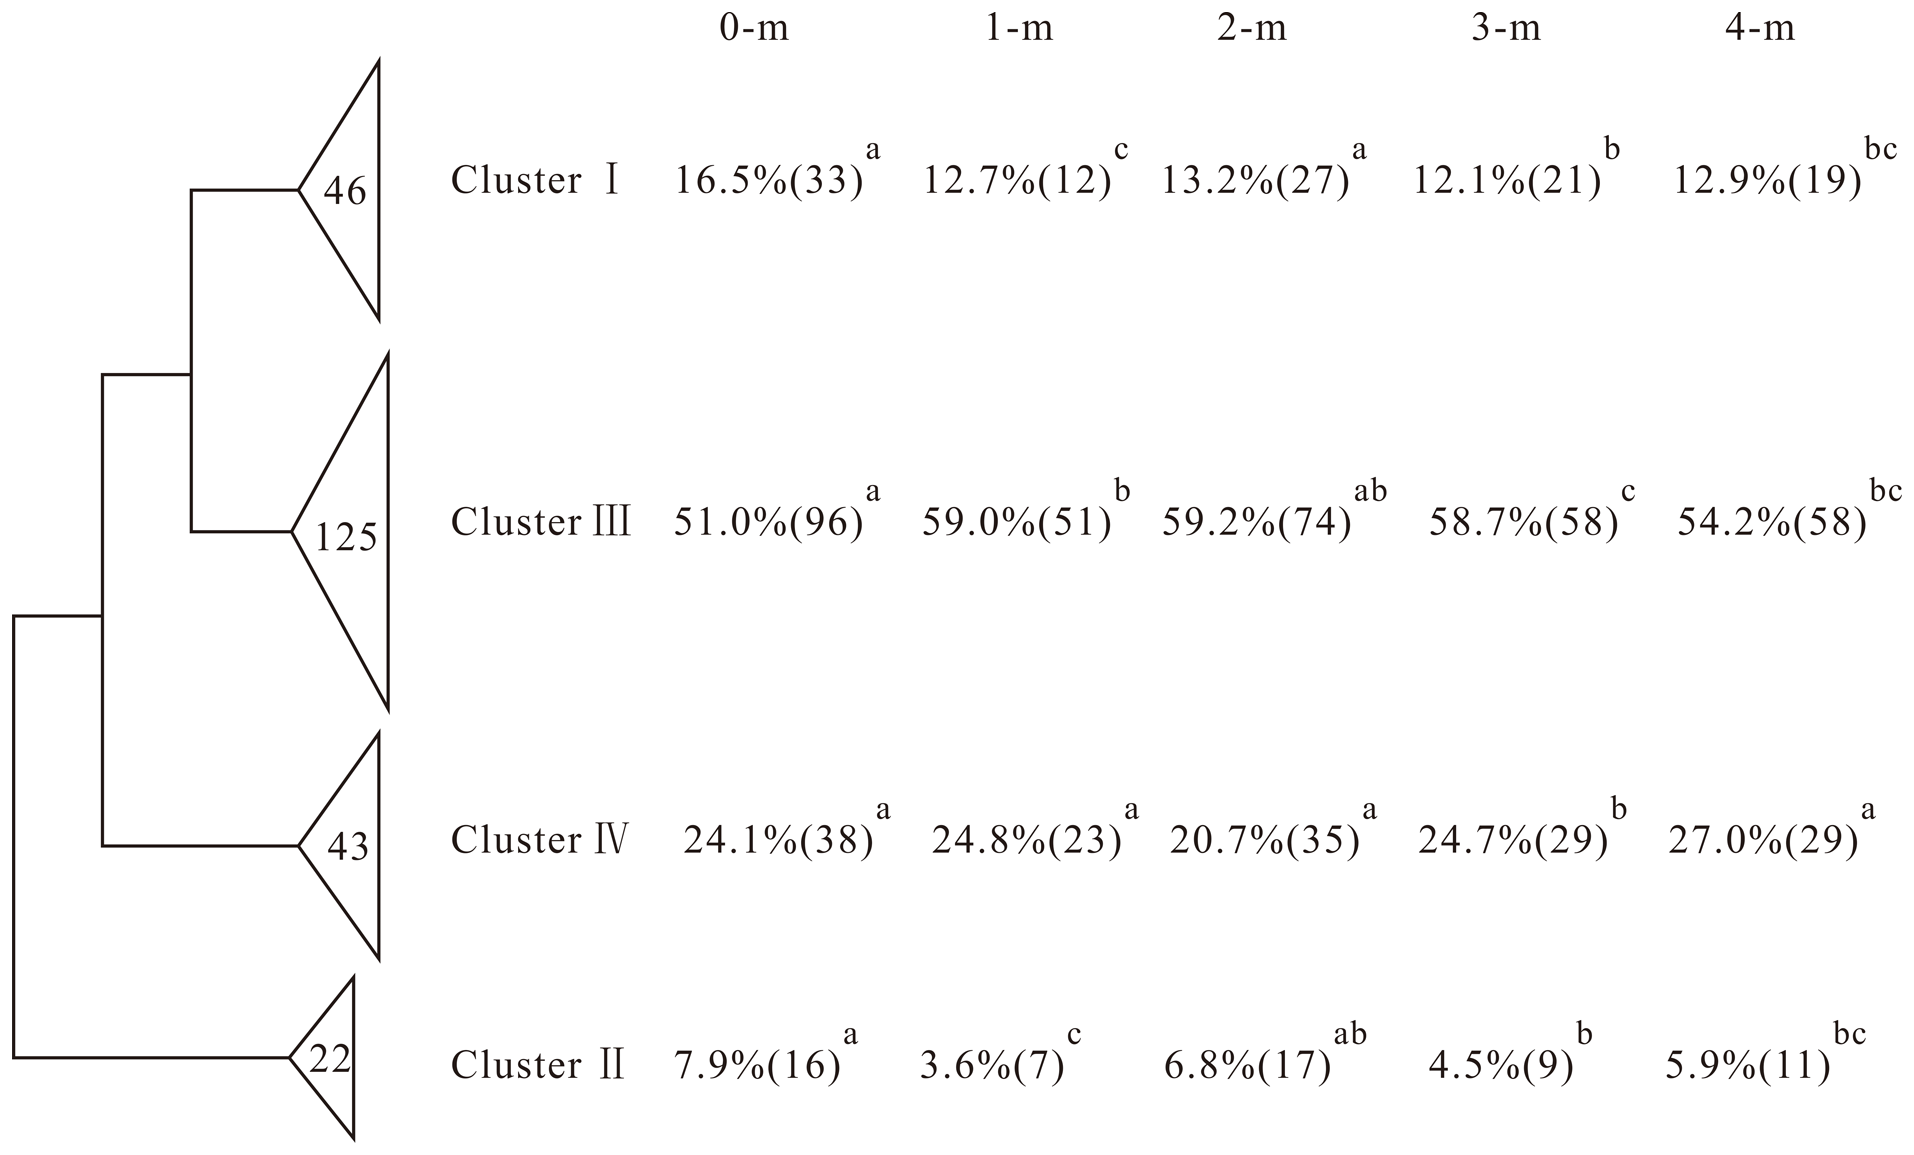 0-m 1-m 2-m 3-m 4-m
46 Cluster Ⅰ 16.5%(33)a 12.7%(12)c 13.2%(27)a 12.1%(21)b 12.9%(19)bc
125 Cluster Ⅲ 51.0%(96)a 59.0%(51)b 59.2%(74)ab 58.7%(58)c 54.2%(58)bc
43 Cluster Ⅳ 24.1%(38)a 24.8%(23)a 20.7%(35)a 24.7%(29)b 27.0%(29)a
22 Cluster Ⅱ 7.9%(16)a 3.6%(7)c 6.8%(17)ab 4.5%(9)b 5.9%(11)bc